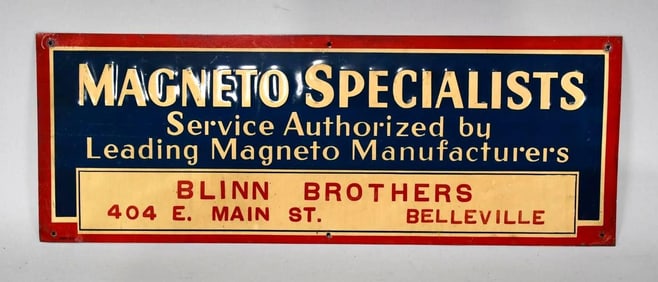 MAGNETO SPECIALISTS
Service Authorized by
Leading Magneto Manufacturers
BLINN BROTHERS
404 E. MAIN ST. BELLEVILLE